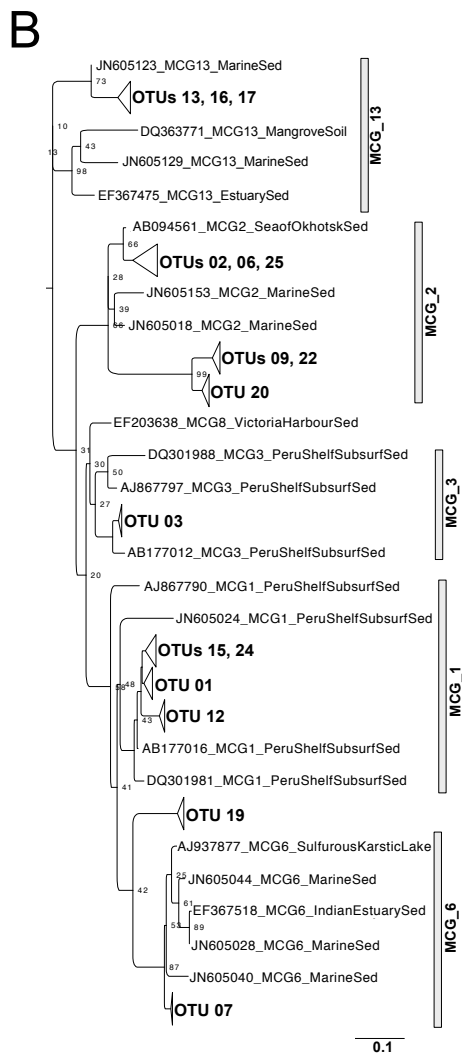 B
JN605123_MCG13_MarineSed
73
OTUs 13, 16, 17
10
DQ363771_MCG13_MangroveSoil
43
13
JN605129_MCG13_MarineSed
98
EF367475_MCG13_EstuarySed
MCG_13
AB094561_MCG2_SeaofOkhotskSed
66
OTUs 02, 06, 25
28
JN605153_MCG2_MarineSed
39
JN605018_MCG2_MarineSed
OTUs 09, 22
99
OTU 20
MCG_2
EF203638_MCG8_VictoriaHarbourSed
31
DQ301988_MCG3_PeruShelfSubsurfSed
30
50
AJ867797_MCG3_PeruShelfSubsurfSed
27
OTU 03
AB177012_MCG3_PeruShelfSubsurfSed
MCG_3
20
AJ867790_MCG1_PeruShelfSubsurfSed
JN605024_MCG1_PeruShelfSubsurfSed
OTUs 15, 24
48
OTU 01
OTU 12
43
AB177016_MCG1_PeruShelfSubsurfSed
DQ301981_MCG1_PeruShelfSubsurfSed
41
MCG_1
OTU 19
AJ937877_MCG6_SulfurousKarsticLake
25
JN605044_MCG6_MarineSed
42
61
EF367518_MCG6_IndianEstuarySed
53
89
JN605028_MCG6_MarineSed
87
JN605040_MCG6_MarineSed
OTU 07
MCG_6
0.1